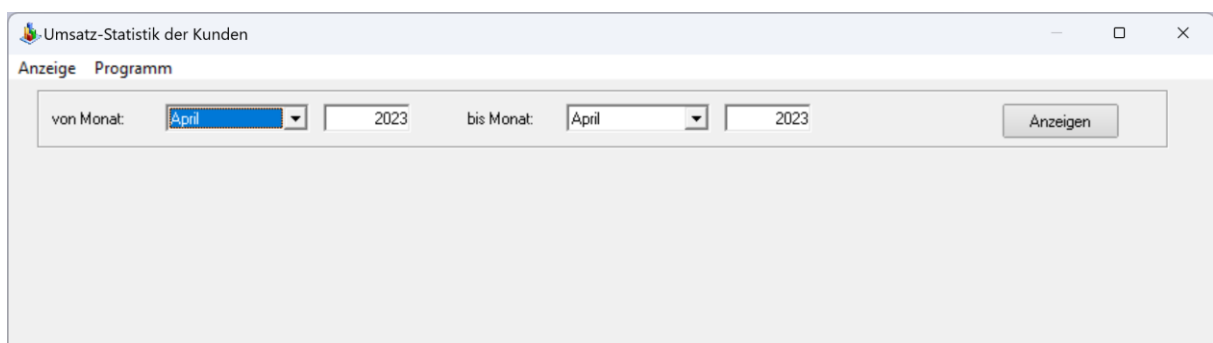 Umsatz-Statistik der Kunden
Anzeige Programm
von Monat: April 2023 bis Monat: April 2023 Anzeigen